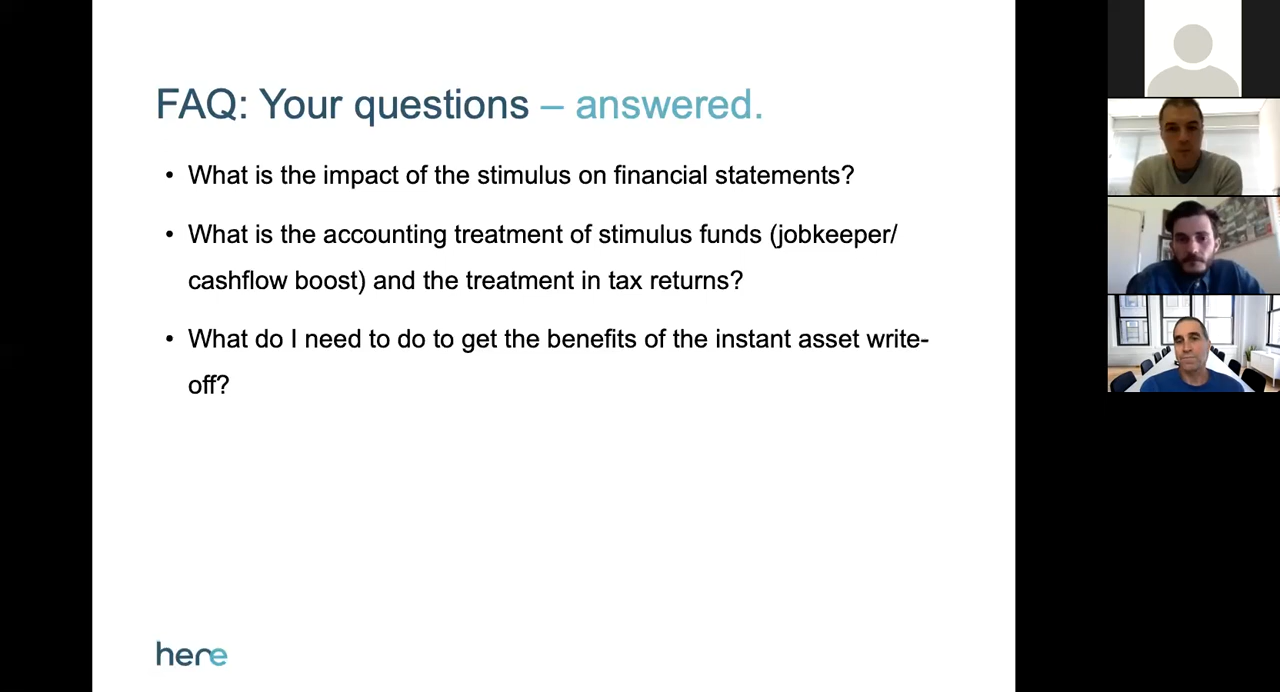 FAQ: Your questions – answered.
• What is the impact of the stimulus on financial statements?
• What is the accounting treatment of stimulus funds (jobkeeper/
cashflow boost) and the treatment in tax returns?
• What do I need to do to get the benefits of the instant asset write-
off?
here